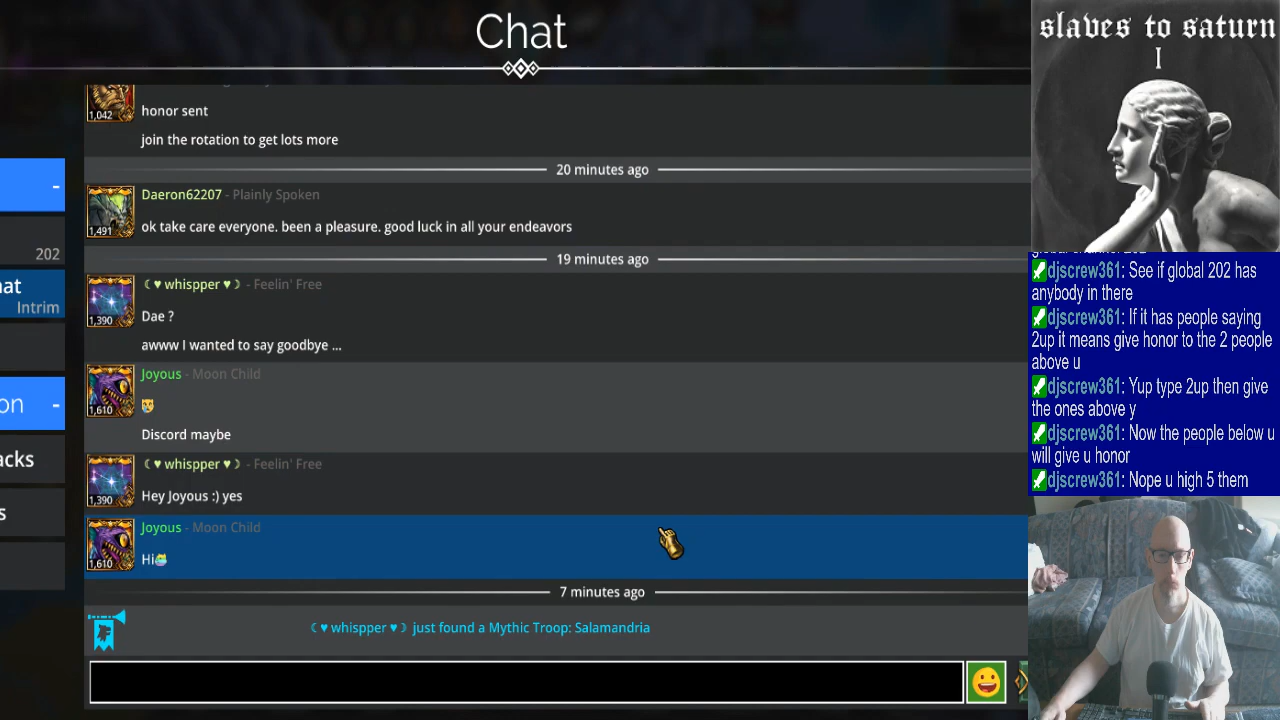 Chat
1,042
honor sent
join the rotation to get lots more
20 minutes ago
Daeron62207 - Plainly Spoken
1,491
ok take care everyone. been a pleasure. good luck in all your endeavors
19 minutes ago
☾♥ whispper ♥☽ - Feelin' Free
1,390
Dae ?
awww I wanted to say goodbye ...
Joyous - Moon Child
1,610
😿
Discord maybe
☾♥ whispper ♥☽ - Feelin' Free
1,390
Hey Joyous :) yes
Joyous - Moon Child
1,610
Hi
7 minutes ago
☾♥ whispper ♥☽ just found a Mythic Troop: Salamandria
-
202
hat
Intrim
on -
acks
s
slaves to saturn
I
djscrew361: See if global 202 has
anybody in there
djscrew361: If it has people saying
2up it means give honor to the 2 people
above u
djscrew361: Yup type 2up then give
the ones above y
djscrew361: Now the people below u
will give u honor
djscrew361: Nope u high 5 them